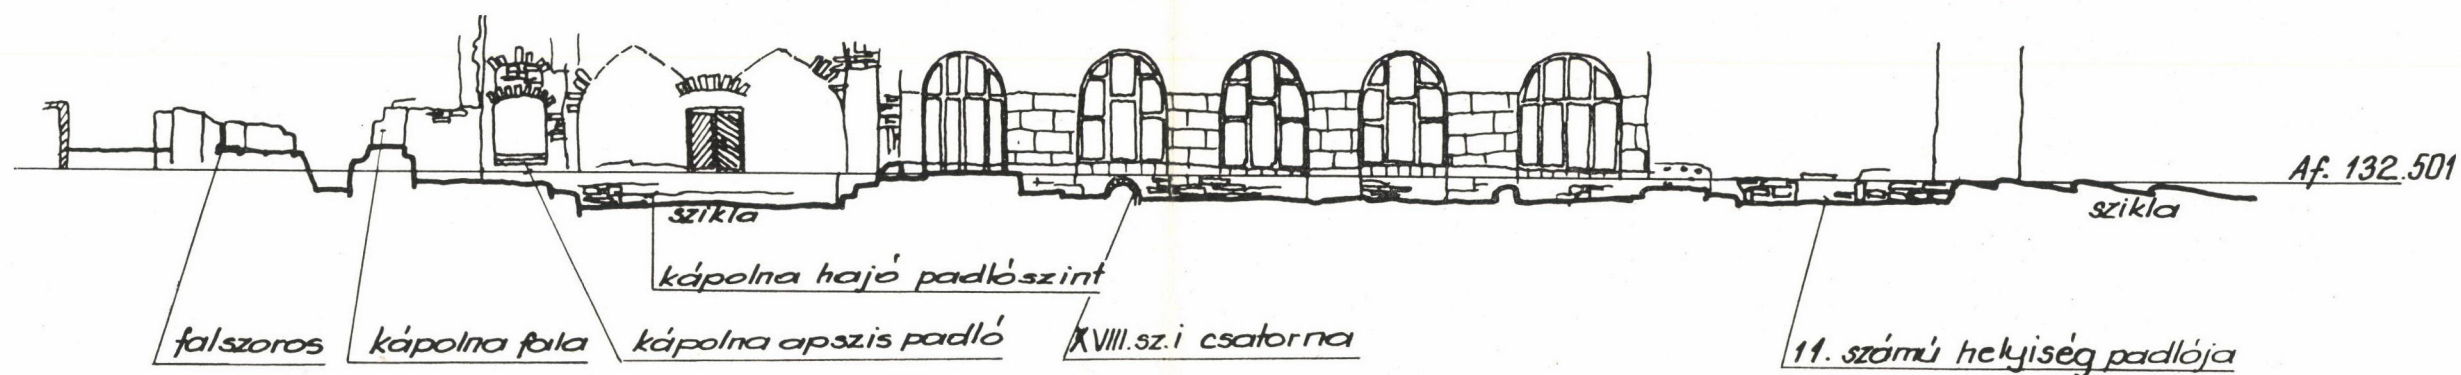 Af. 132.501
szikla
szikla
kápolna hajó padlószint
falszoros
kápolna fala
kápolna apszis padló
XVIII.sz.i csatorna
11. számú helyiség padlója